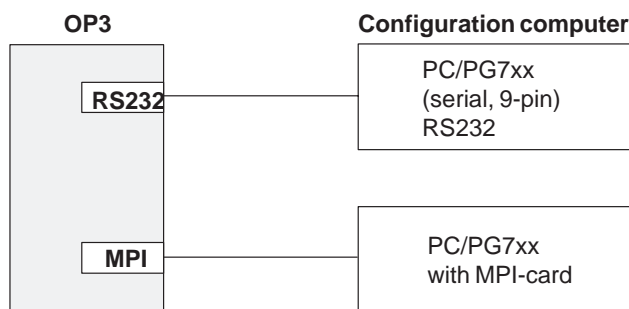 OP3
Configuration computer
RS232
PC/PG7xx
(serial, 9-pin)
RS232
MPI
PC/PG7xx
with MPI-card